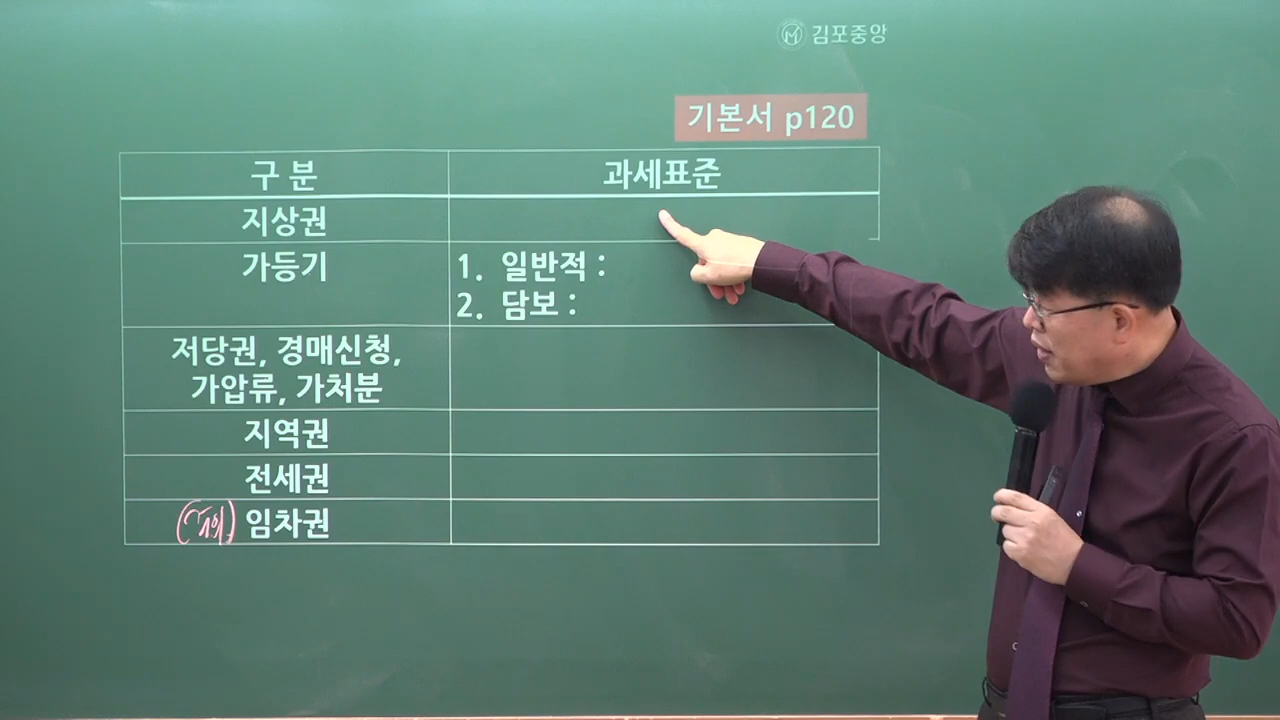 김포중앙
기본서 p120
구 분 과세표준
지상권
가등기 1. 일반적 :
2. 담보 :
저당권, 경매신청,
가압류, 가처분
지역권
전세권
임차권